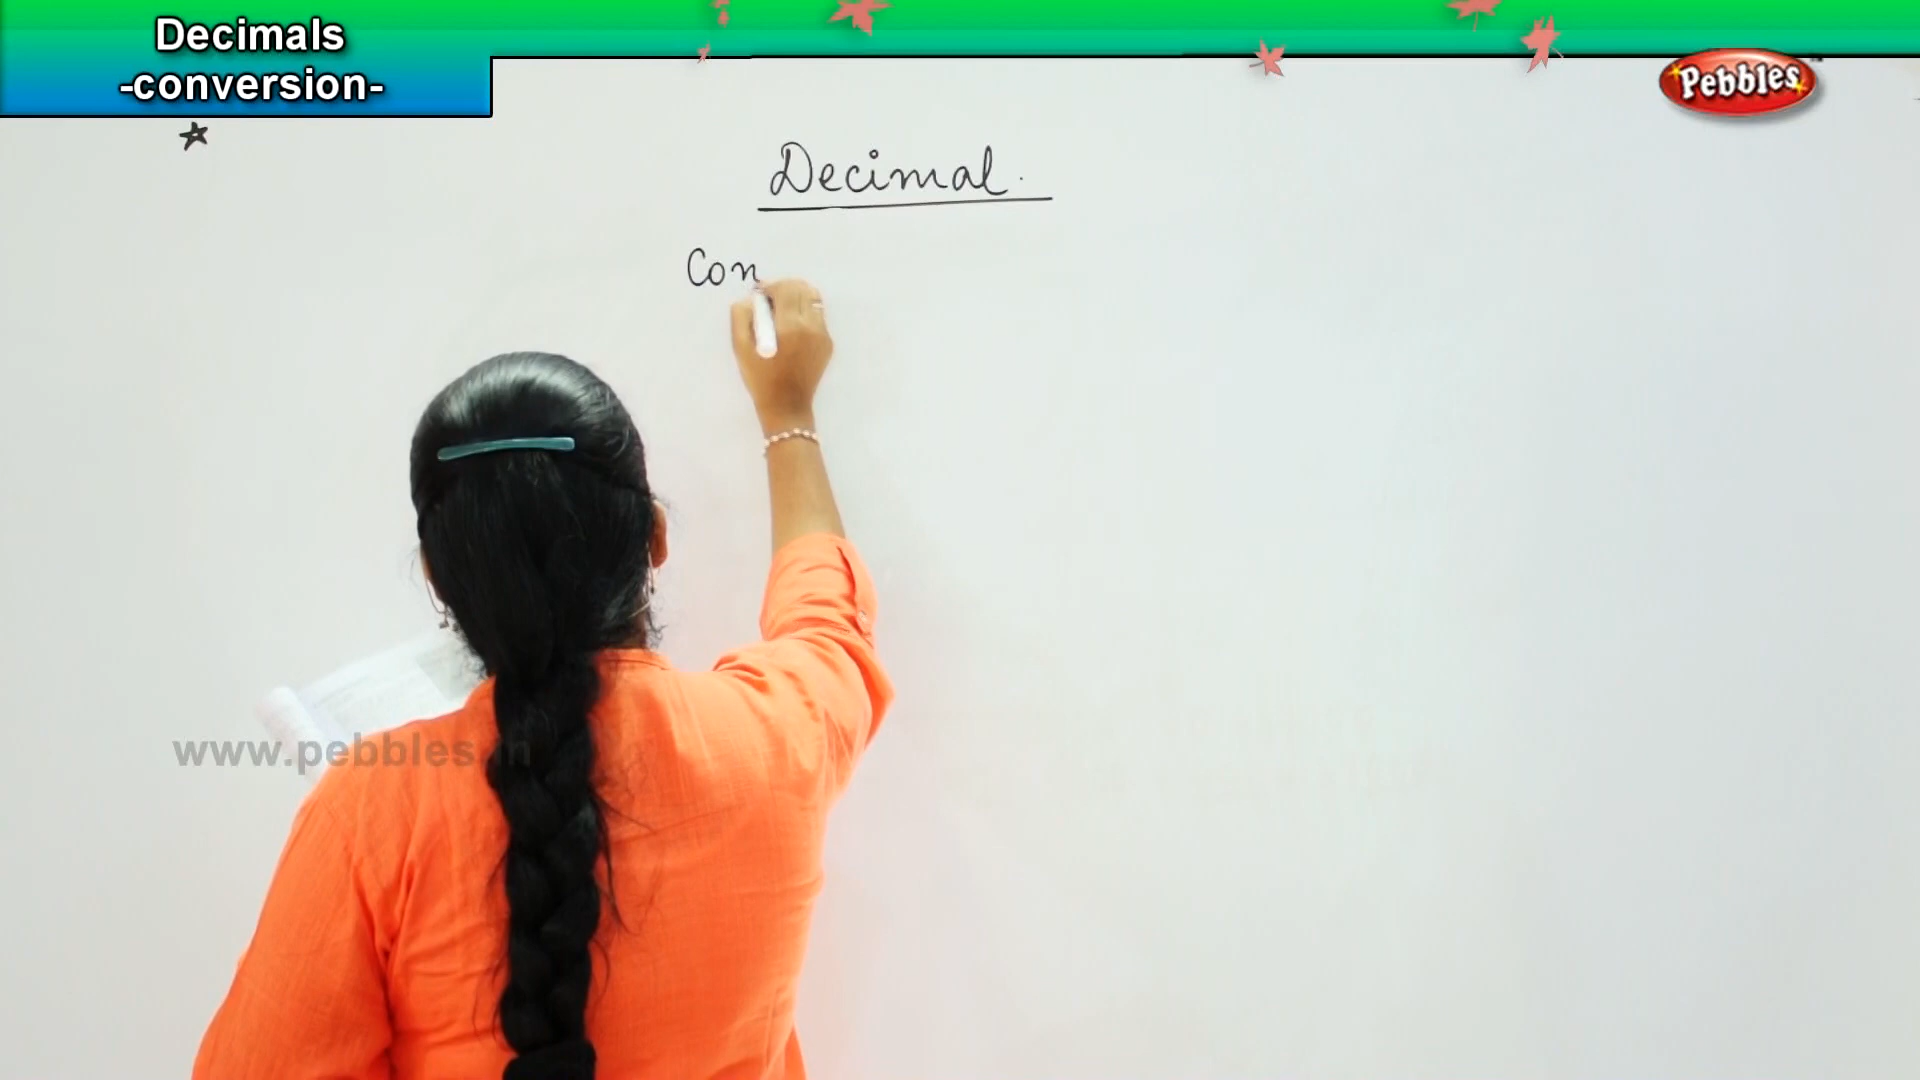 Decimals
-conversion-
Pebbles
Decimal.
Con
www.pebbles.in